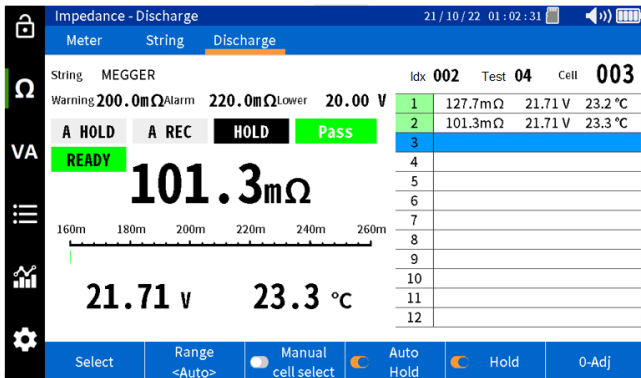 Impedance - Discharge 21/10/22 01:02:31
Meter String Discharge
String MEGGER
Idx 002 Test 04 Cell 003
Warning 200.0mΩ Alarm 220.0mΩ Lower 20.00 V
A HOLD A REC HOLD Pass
READY
101.3mΩ
160m 180m 200m 220m 240m 260m
21.71 V 23.3 °C
1 127.7mΩ 21.71 V 23.2 °C
2 101.3mΩ 21.71 V 23.3 °C
3
4
5
6
7
8
9
10
11
12
Ω
VA
Select
Range
<Auto>
Manual
cell select
Auto
Hold
Hold
0-Adj